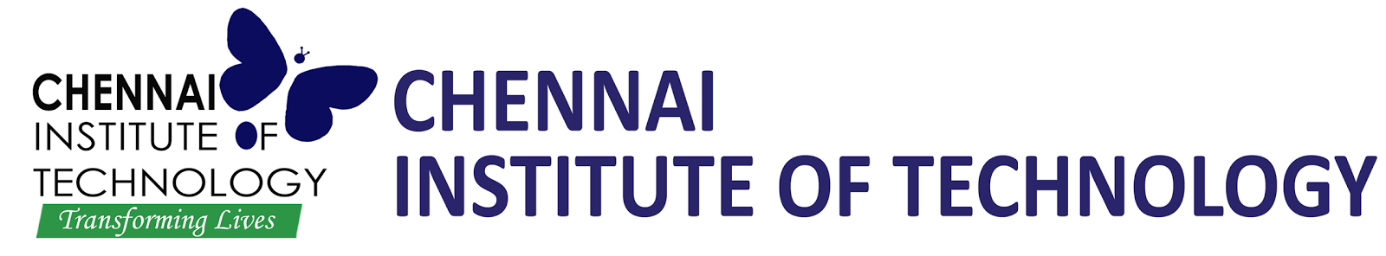 CHENNAI
INSTITUTE OF
TECHNOLOGY
Transforming Lives
CHENNAI
INSTITUTE OF TECHNOLOGY